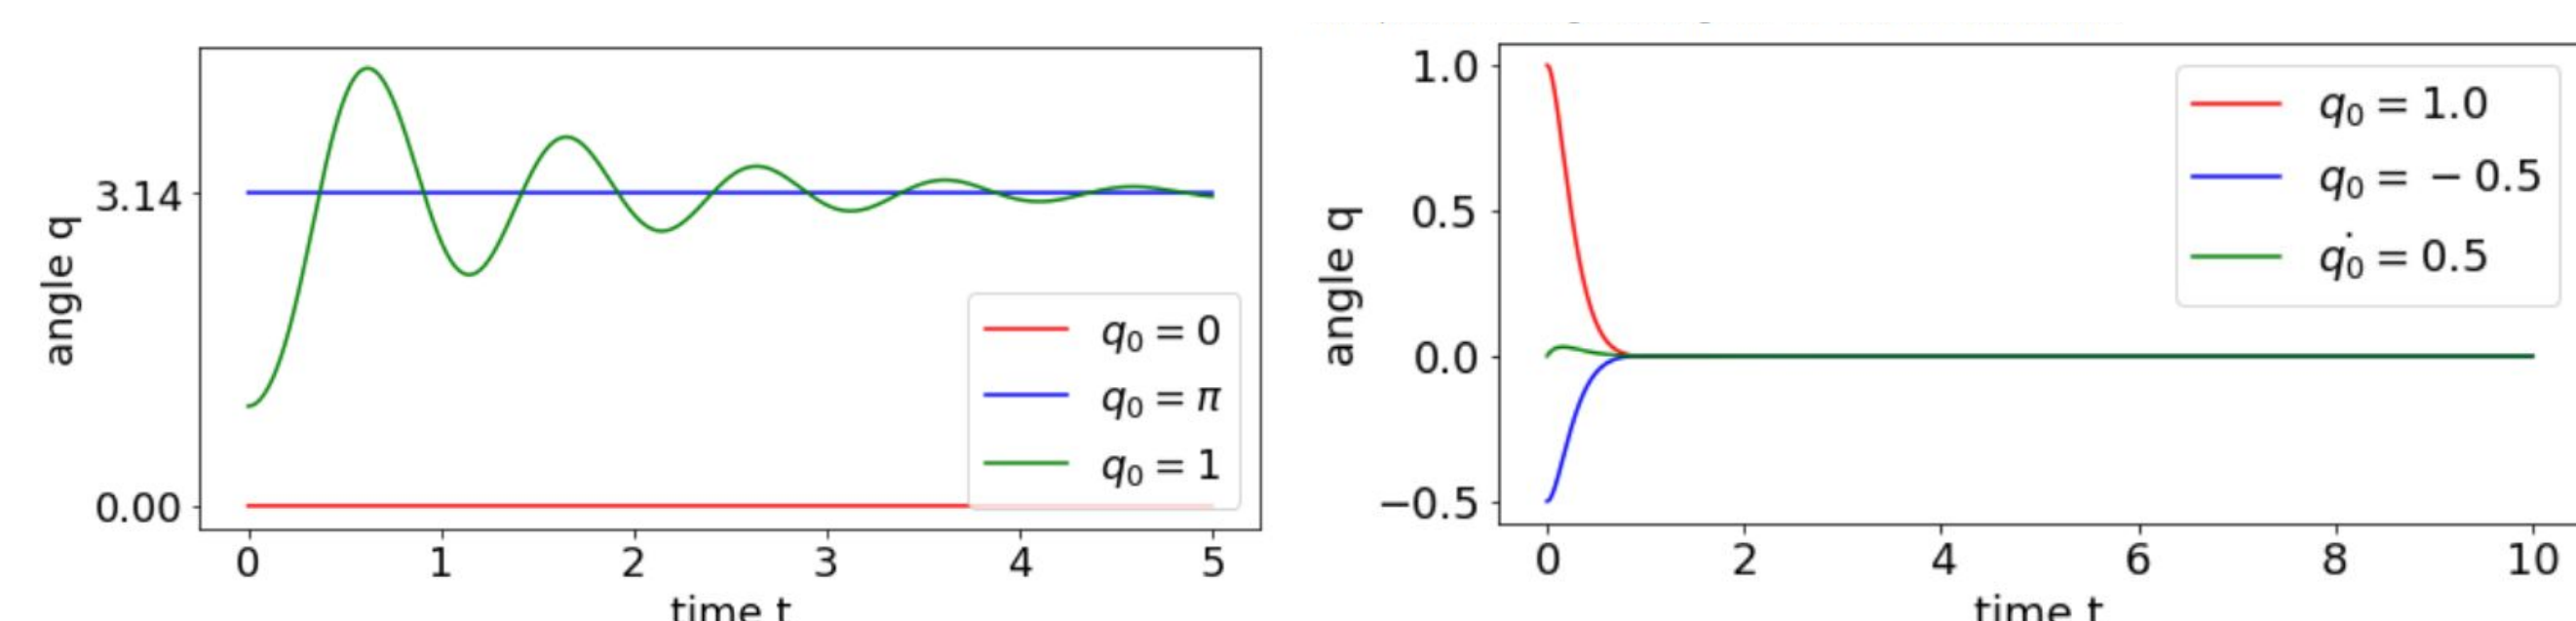 angle q
3.14
0.00
q₀ = 0
q₀ = π
q₀ = 1
0 1 2 3 4 5
time t
angle q
1.0
0.5
0.0
−0.5
q₀ = 1.0
q₀ = − 0.5
q̇₀ = 0.5
0 2 4 6 8 10
time t